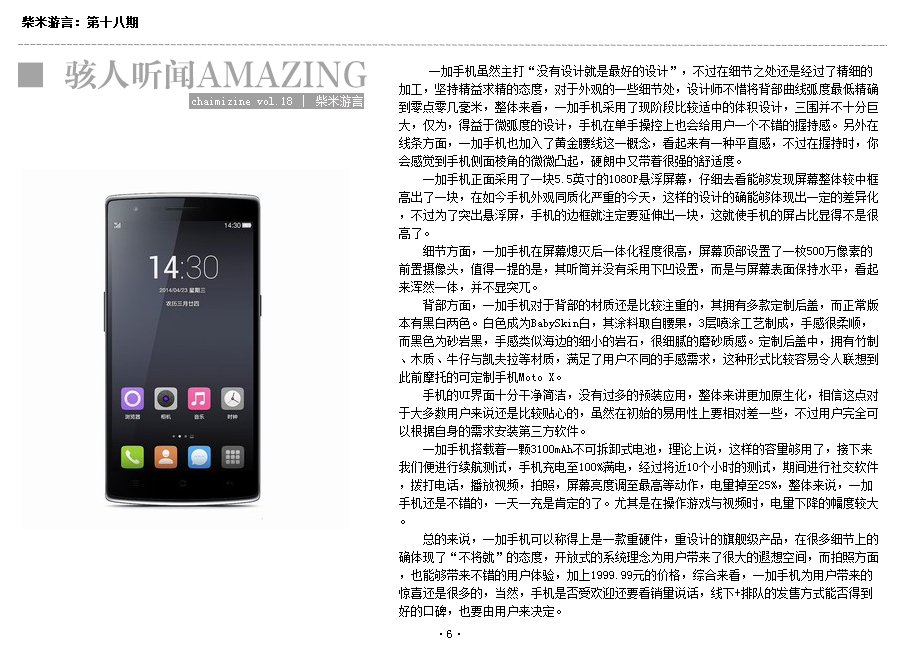 柴米游言：第十八期
骇人听闻AMAZING
chaimizine vol.18 | 柴米游言
一加手机虽然主打“没有设计就是最好的设计”，不过在细节之处还是经过了精细的
加工，坚持精益求精的态度，对于外观的一些细节处，设计师不惜将背部曲线弧度最低精确
到零点零几毫米，整体来看，一加手机采用了现阶段比较适中的体积设计，三围并不十分巨
大，仅为，得益于微弧度的设计，手机在单手操控上也会给用户一个不错的握持感。另外在
线条方面，一加手机也加入了黄金腰线这一概念，看起来有一种平直感，不过在握持时，你
会感觉到手机侧面棱角的微微凸起，硬朗中又带着很强的舒适度。
一加手机正面采用了一块5.5英寸的1080P悬浮屏幕，仔细去看能够发现屏幕整体较中框
高出了一块，在如今手机外观同质化严重的今天，这样的设计的确能够体现出一定的差异化
，不过为了突出悬浮屏，手机的边框就注定要延伸出一块，这就使手机的屏占比显得不是很
高了。
细节方面，一加手机在屏幕熄灭后一体化程度很高，屏幕顶部设置了一枚500万像素的
前置摄像头，值得一提的是，其听筒并没有采用下凹设置，而是与屏幕表面保持水平，看起
来浑然一体，并不显突兀。
背部方面，一加手机对于背部的材质还是比较注重的，其拥有多款定制后盖，而正常版
本有黑白两色。白色成为BabySkin白，其涂料取自腰果，3层喷涂工艺制成，手感很柔顺，
而黑色为砂岩黑，手感类似海边的细小的岩石，很细腻的磨砂质感。定制后盖中，拥有竹制
、木质、牛仔与凯夫拉等材质，满足了用户不同的手感需求，这种形式比较容易令人联想到
此前摩托的可定制手机Moto X。
手机的UI界面十分干净简洁，没有过多的预装应用，整体来讲更加原生化，相信这点对
于大多数用户来说还是比较贴心的，虽然在初始的易用性上要相对差一些，不过用户完全可
以根据自身的需求安装第三方软件。
一加手机搭载着一颗3100mAh不可拆卸式电池，理论上说，这样的容量够用了，接下来
我们便进行续航测试，手机充电至100%满电，经过将近10个小时的测试，期间进行社交软件
，拨打电话，播放视频，拍照，屏幕亮度调至最高等动作，电量掉至25%，整体来说，一加
手机还是不错的，一天一充是肯定的了。尤其是在操作游戏与视频时，电量下降的幅度较大
。
总的来说，一加手机可以称得上是一款重硬件，重设计的旗舰级产品，在很多细节上的
确体现了“不将就”的态度，开放式的系统理念为用户带来了很大的遐想空间，而拍照方面
，也能够带来不错的用户体验，加上1999.99元的价格，综合来看，一加手机为用户带来的
惊喜还是很多的，当然，手机是否受欢迎还要看销量说话，线下+排队的发售方式能否得到
好的口碑，也要由用户来决定。
14:30
14:30
2014/04/23 星期三
农历三月廿四
浏览器 相机 音乐 时钟
·6·